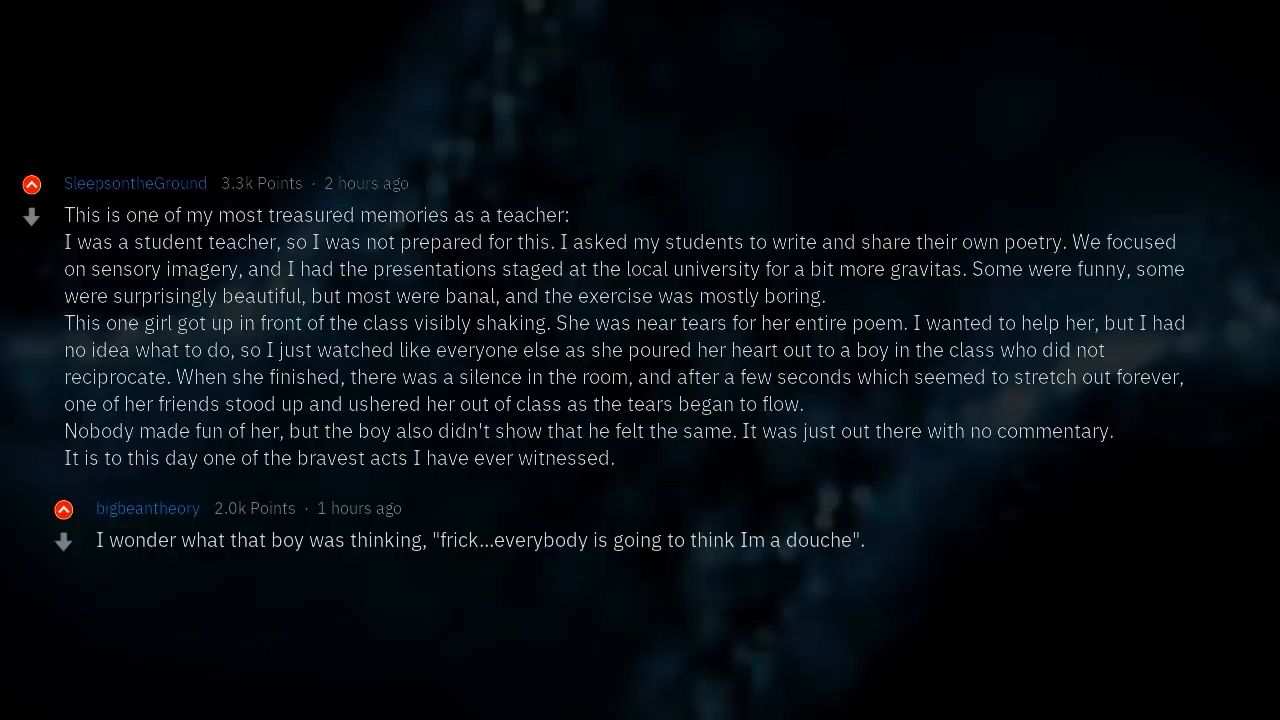 SleepsontheGround 3.3k Points · 2 hours ago
This is one of my most treasured memories as a teacher:
I was a student teacher, so I was not prepared for this. I asked my students to write and share their own poetry. We focused
on sensory imagery, and I had the presentations staged at the local university for a bit more gravitas. Some were funny, some
were surprisingly beautiful, but most were banal, and the exercise was mostly boring.
This one girl got up in front of the class visibly shaking. She was near tears for her entire poem. I wanted to help her, but I had
no idea what to do, so I just watched like everyone else as she poured her heart out to a boy in the class who did not
reciprocate. When she finished, there was a silence in the room, and after a few seconds which seemed to stretch out forever,
one of her friends stood up and ushered her out of class as the tears began to flow.
Nobody made fun of her, but the boy also didn't show that he felt the same. It was just out there with no commentary.
It is to this day one of the bravest acts I have ever witnessed.
bigbeantheory 2.0k Points · 1 hours ago
I wonder what that boy was thinking, "frick...everybody is going to think Im a douche".